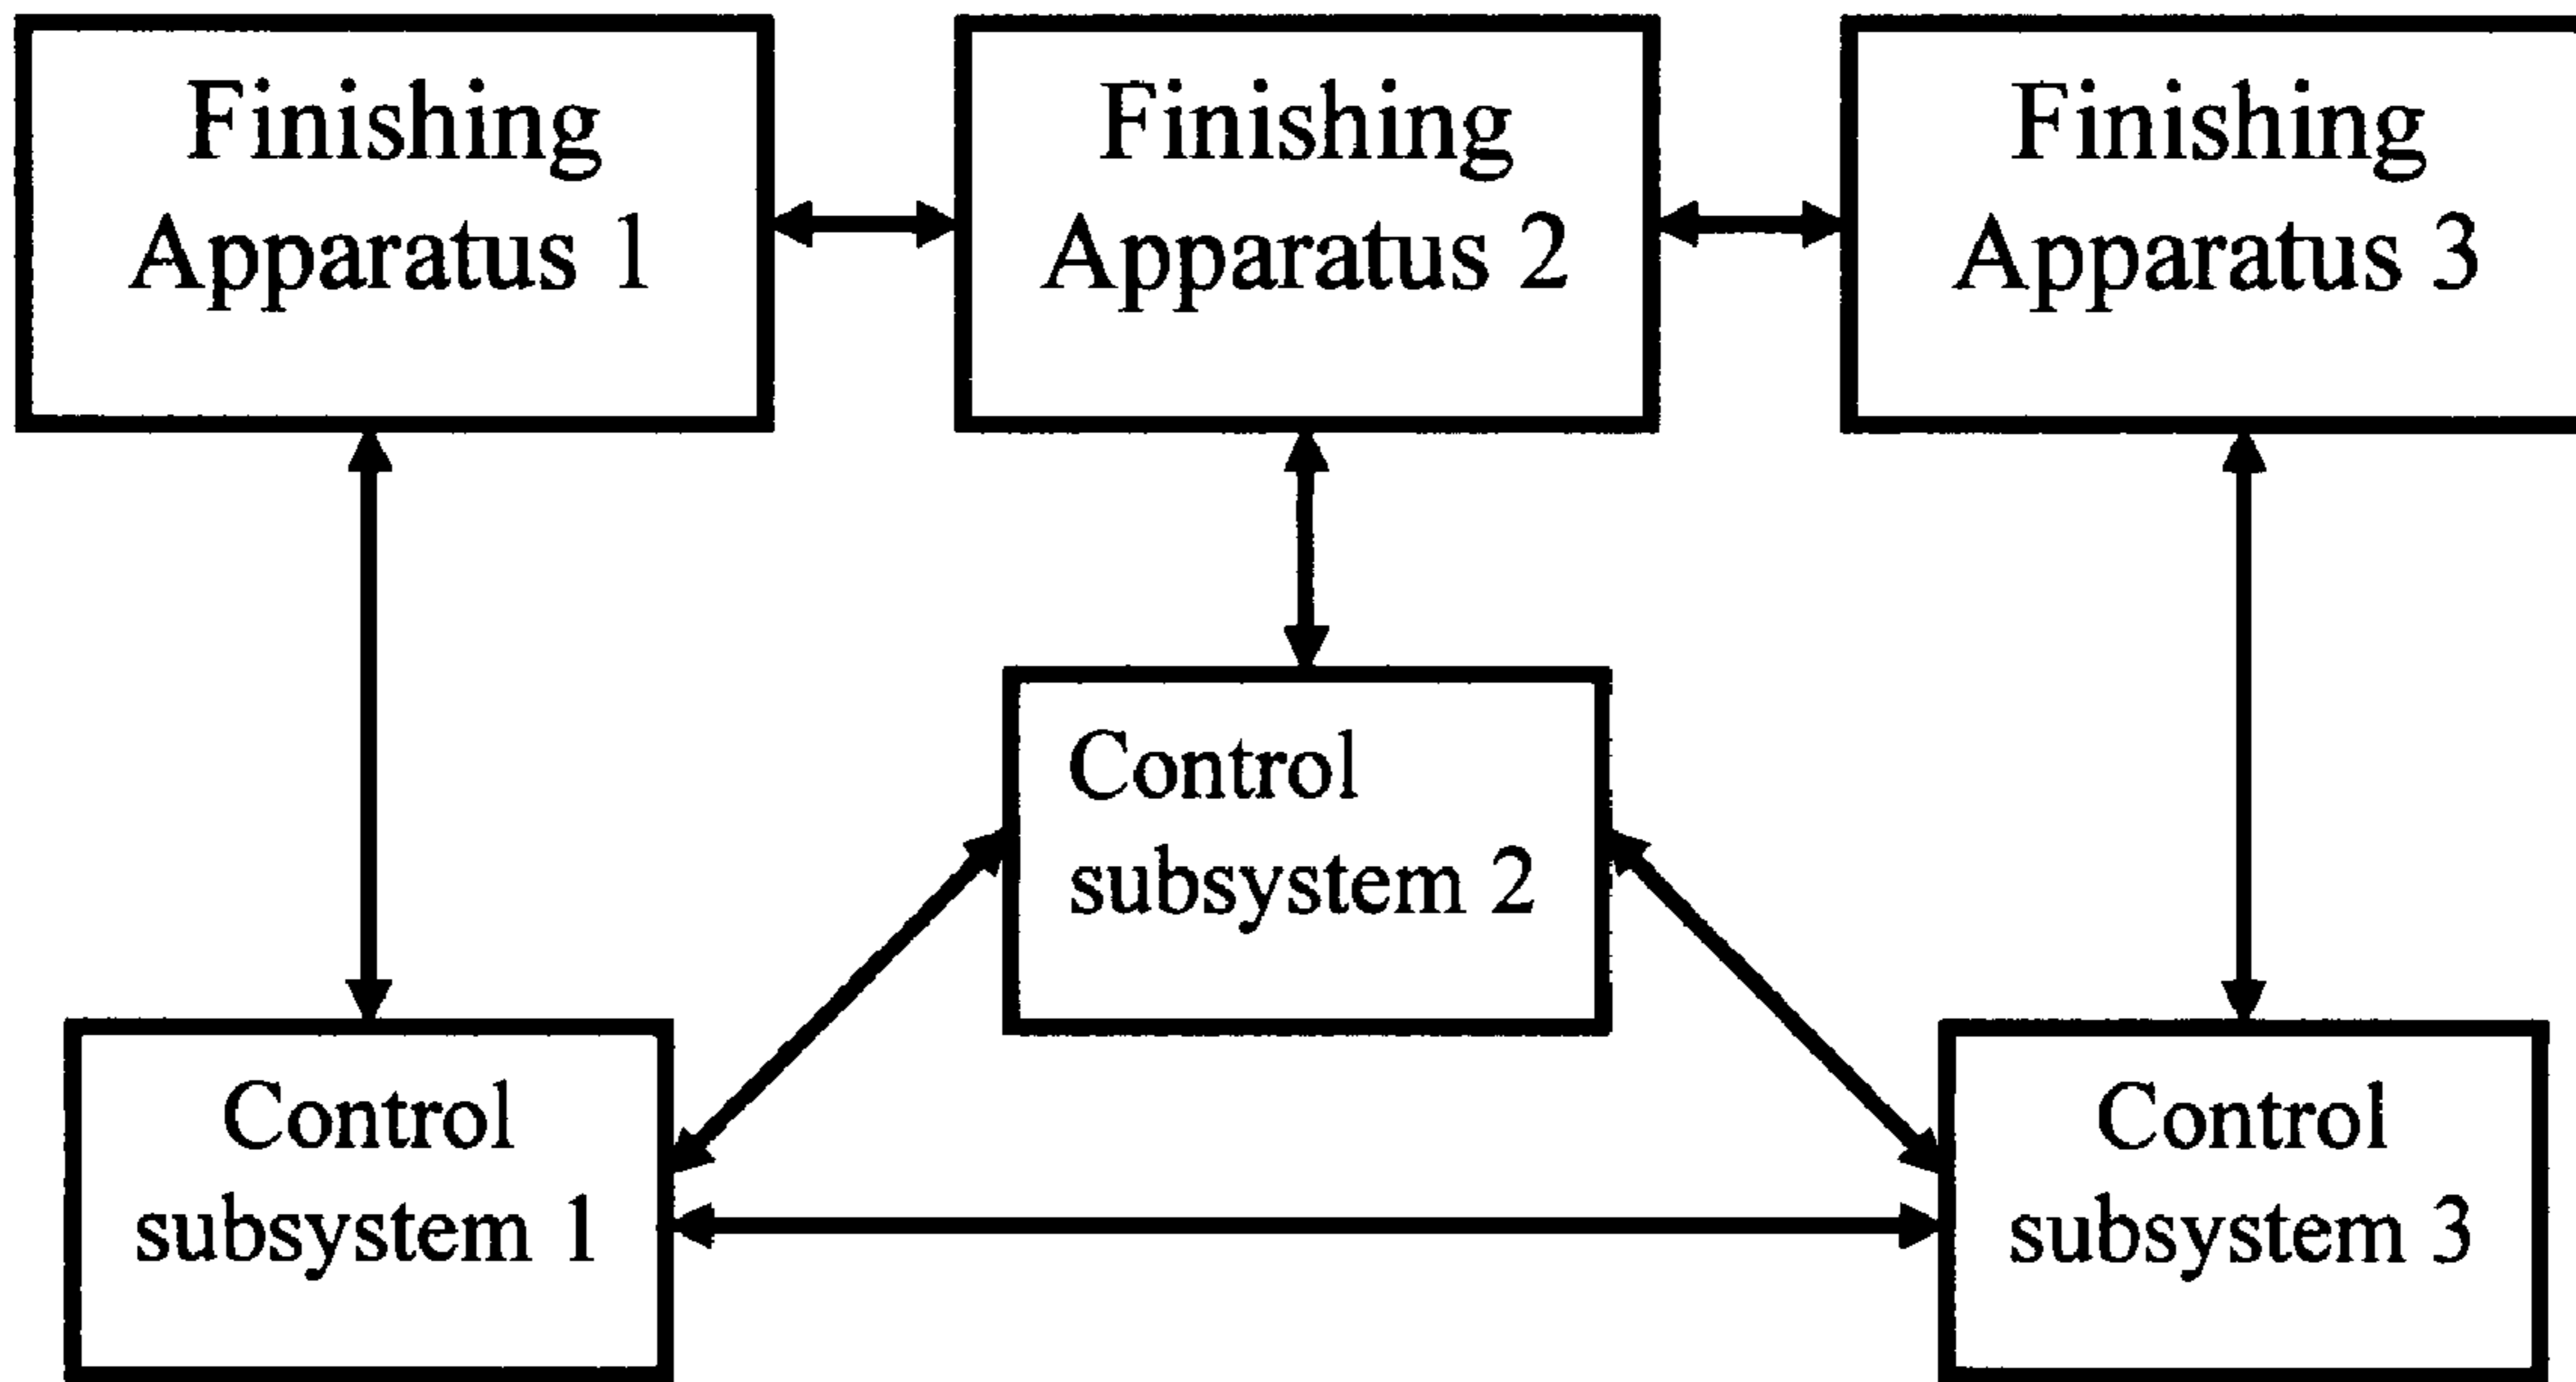 Finishing
Apparatus 1
Finishing
Apparatus 2
Finishing
Apparatus 3
Control
subsystem 2
Control
subsystem 1
Control
subsystem 3